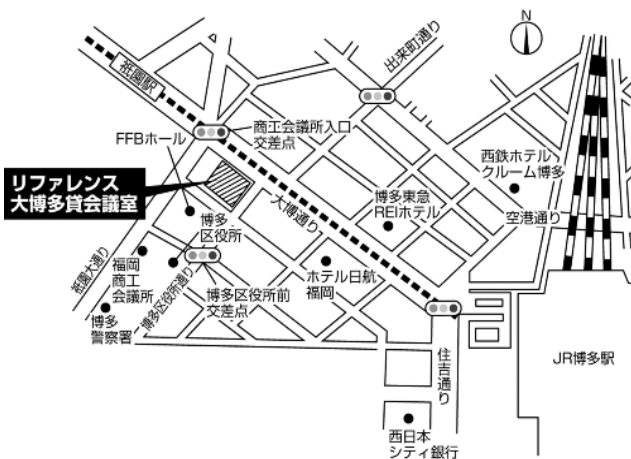 N
出来町通り
祇園駅
商工会議所入口
交差点
FFBホール
リファレンス
大博多貸会議室
西鉄ホテル
クルーム博多
大博通り
博多東急
REIホテル
空港通り
博多
区役所
祇園大通り
福岡
商工
会議所
博多区役所通り
ホテル日航
福岡
博多区役所前
交差点
博多
警察署
住吉通り
JR博多駅
西日本
シティ銀行